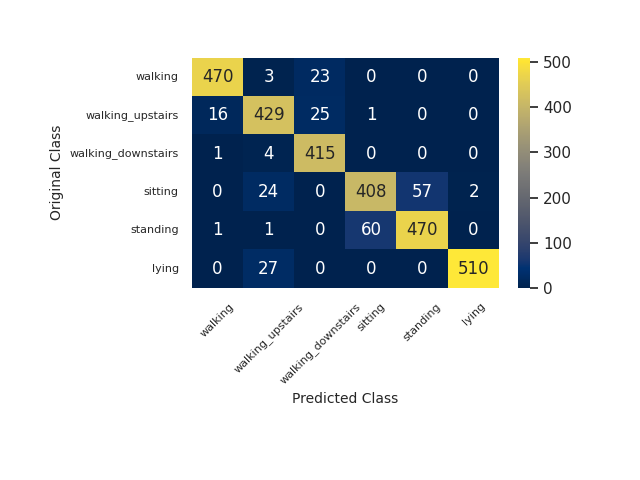 walking 470 3 23 0 0 0
walking_upstairs 16 429 25 1 0 0
walking_downstairs 1 4 415 0 0 0
sitting 0 24 0 408 57 2
standing 1 1 0 60 470 0
lying 0 27 0 0 0 510
Original Class
walking walking_upstairs walking_downstairs sitting standing lying
Predicted Class
500
400
300
200
100
0